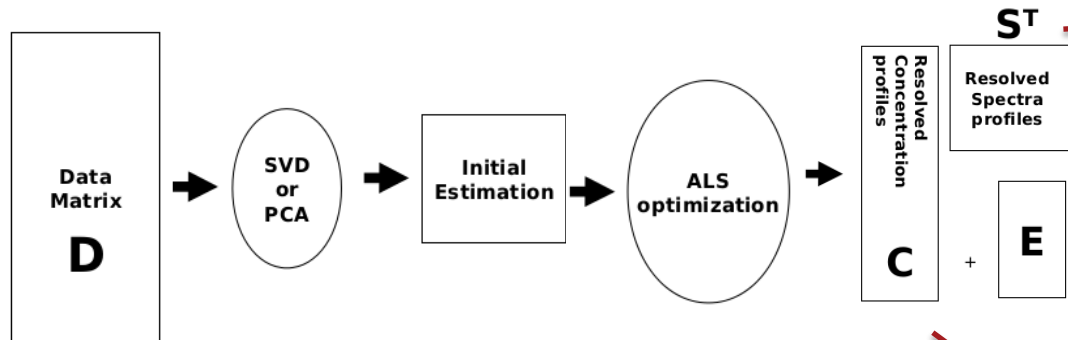 Data
Matrix
D
SVD
or
PCA
Initial
Estimation
ALS
optimization
Resolved
Concentration
profiles
C
Sᵀ
Resolved
Spectra
profiles
+
E